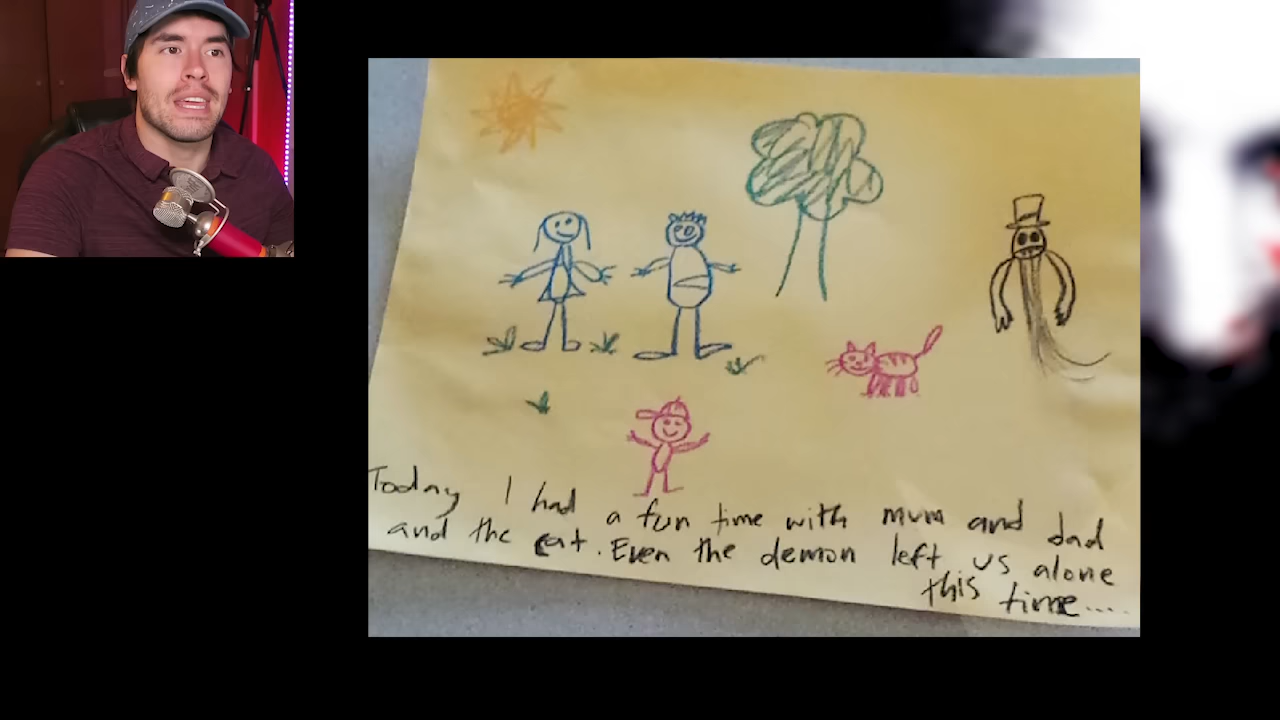 Today I had a fun time with mum and dad
and the cat. Even the demon left us alone
this time....